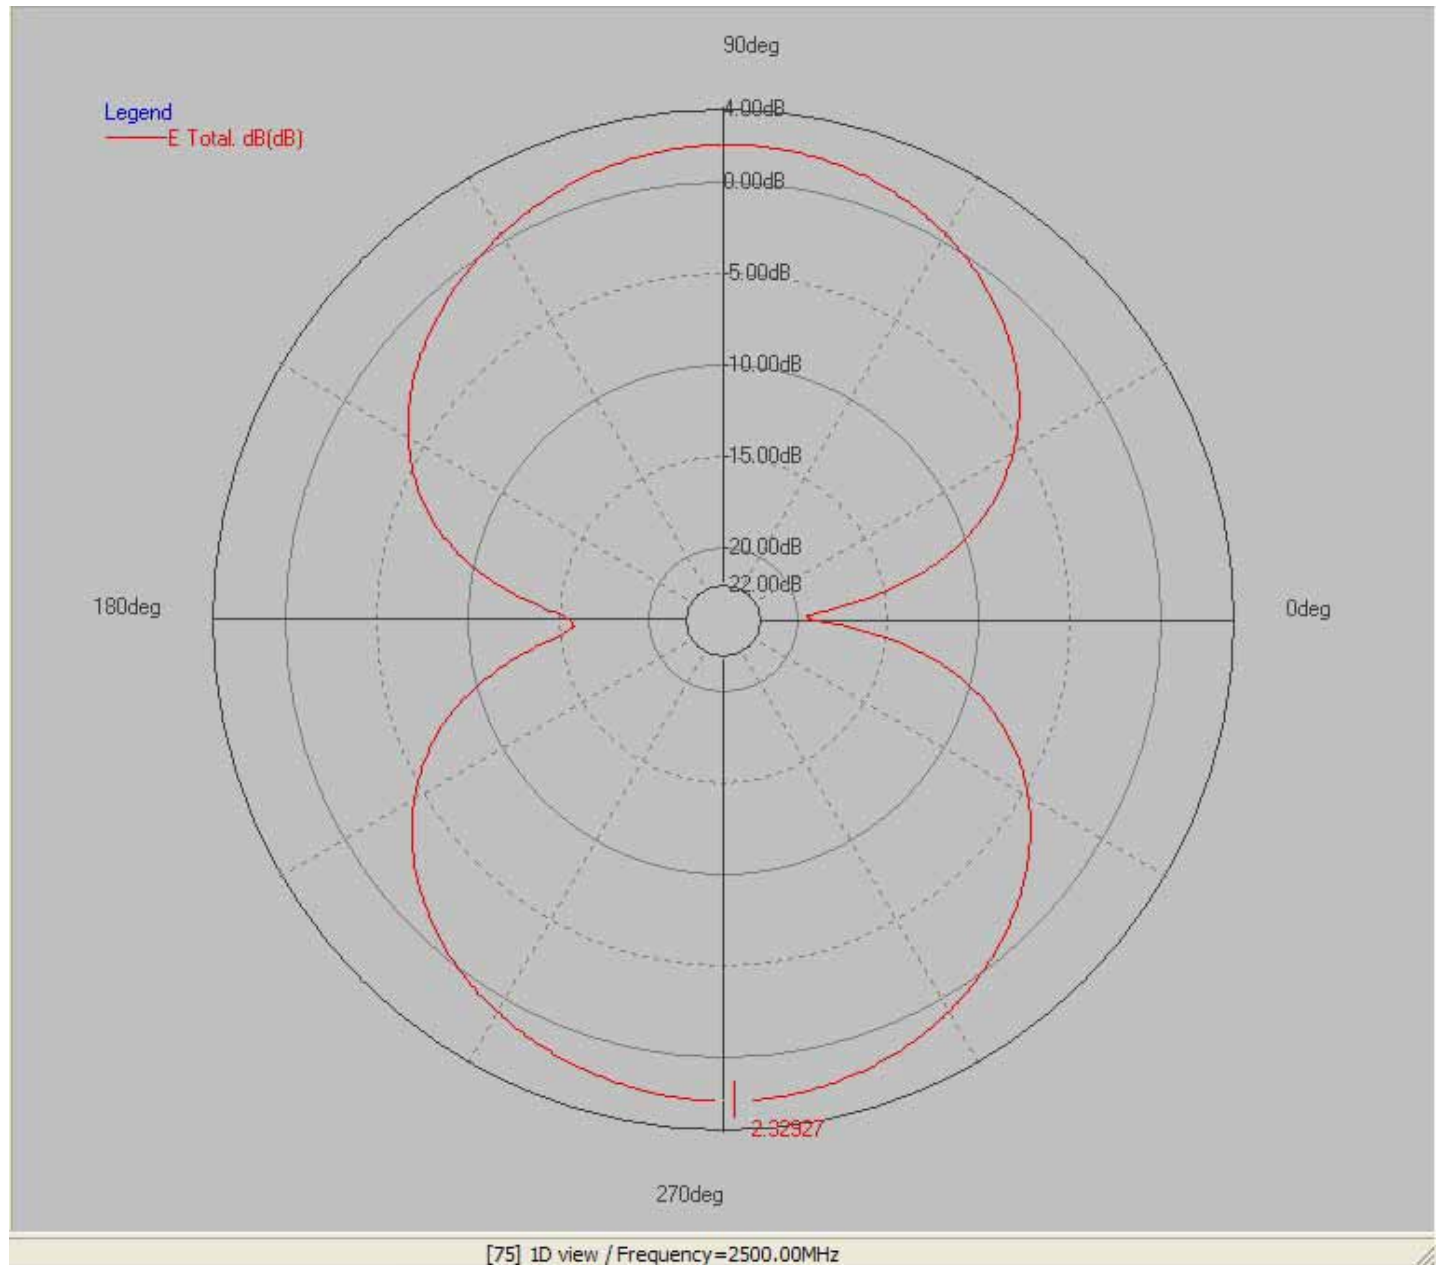 90deg
Legend
E Total. dB(dB)
4.00dB
0.00dB
-5.00dB
-10.00dB
-15.00dB
-20.00dB
-22.00dB
180deg
0deg
2.32927
270deg
[75] 1D view / Frequency=2500.00MHz